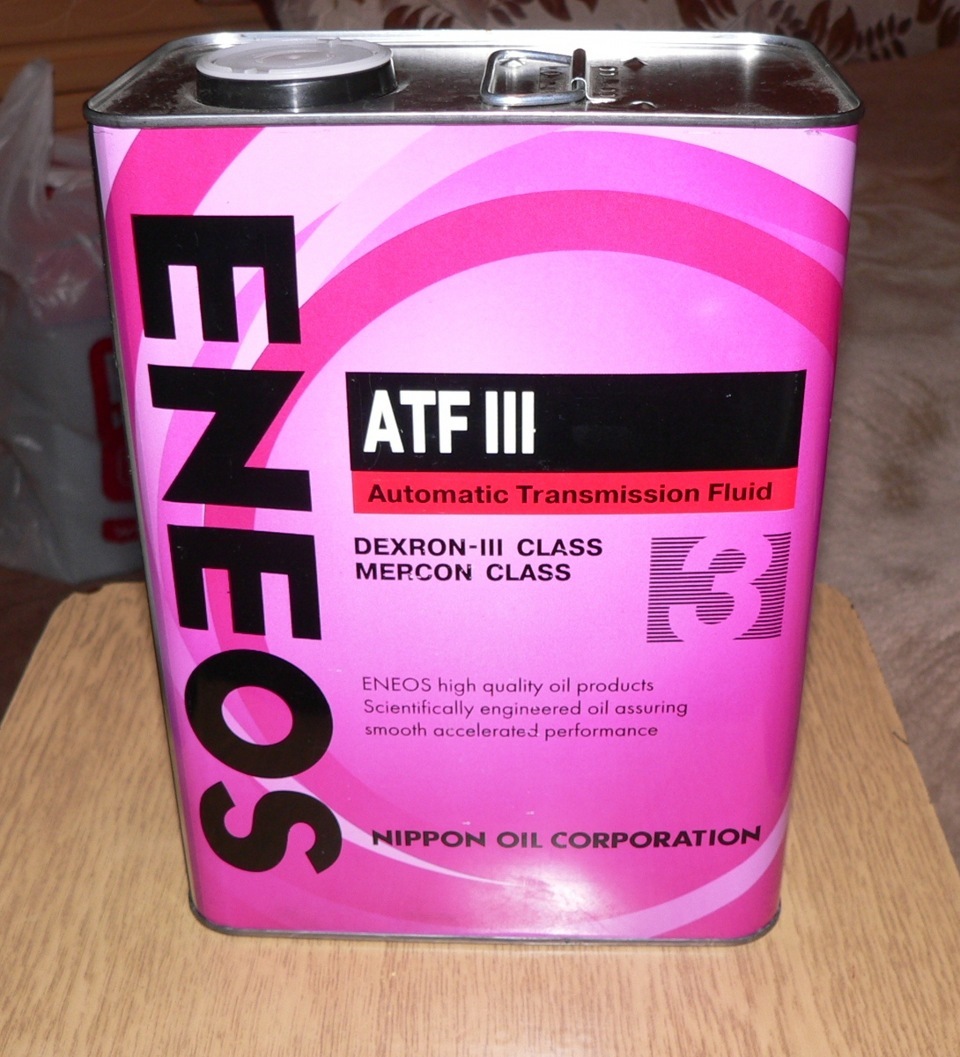 ENEOS
ATF III
Automatic Transmission Fluid
DEXRON-III CLASS
MERCON CLASS
3
ENEOS high quality oil products
Scientifically engineered oil assuring
smooth accelerated performance
NIPPON OIL CORPORATION